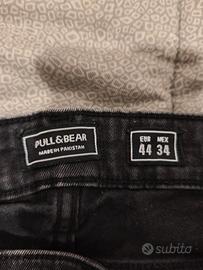 PULL&BEAR
MADE IN PAKISTAN
EUR MEX
44 34
subito